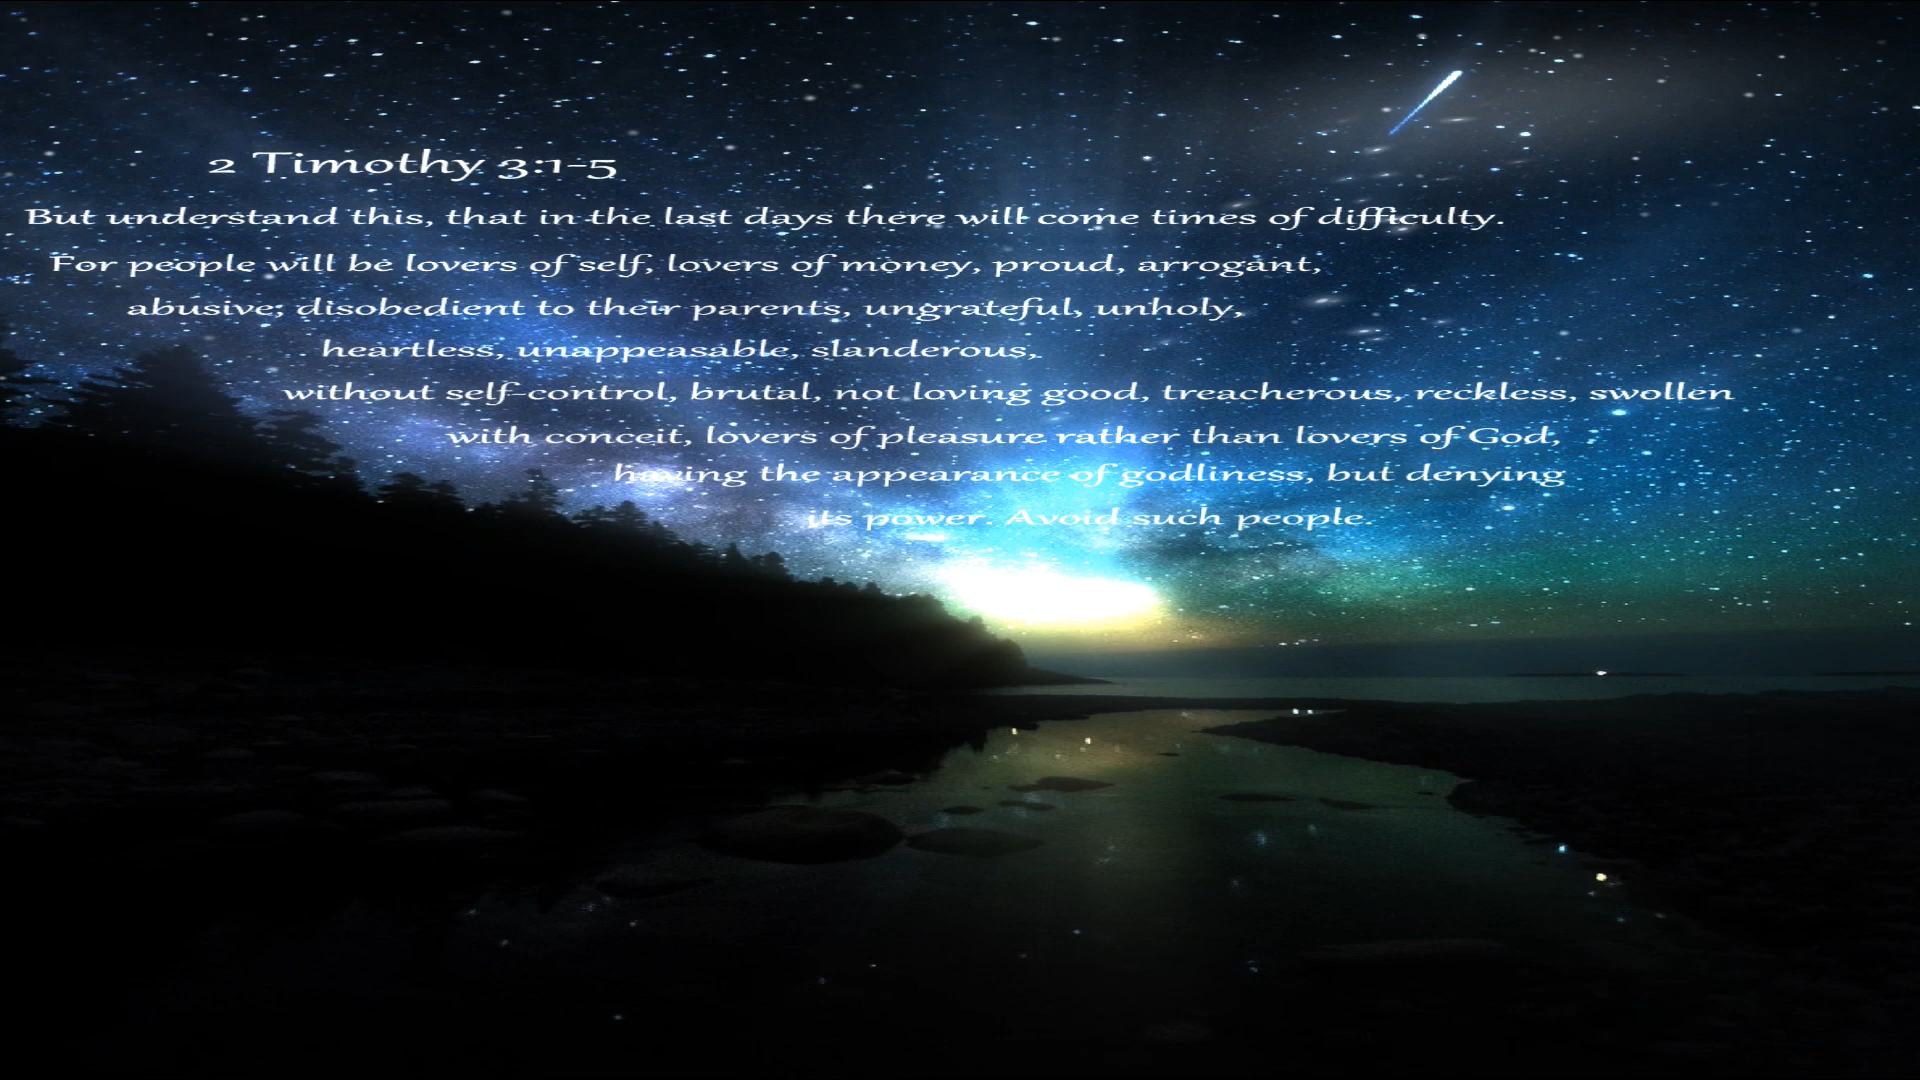 2 Timothy 3:1-5
But understand this, that in the last days there will come times of difficulty.
For people will be lovers of self, lovers of money, proud, arrogant,
abusive, disobedient to their parents, ungrateful, unholy,
heartless, unappeasable, slanderous,
without self-control, brutal, not loving good, treacherous, reckless, swollen
with conceit, lovers of pleasure rather than lovers of God,
having the appearance of godliness, but denying
its power. Avoid such people.